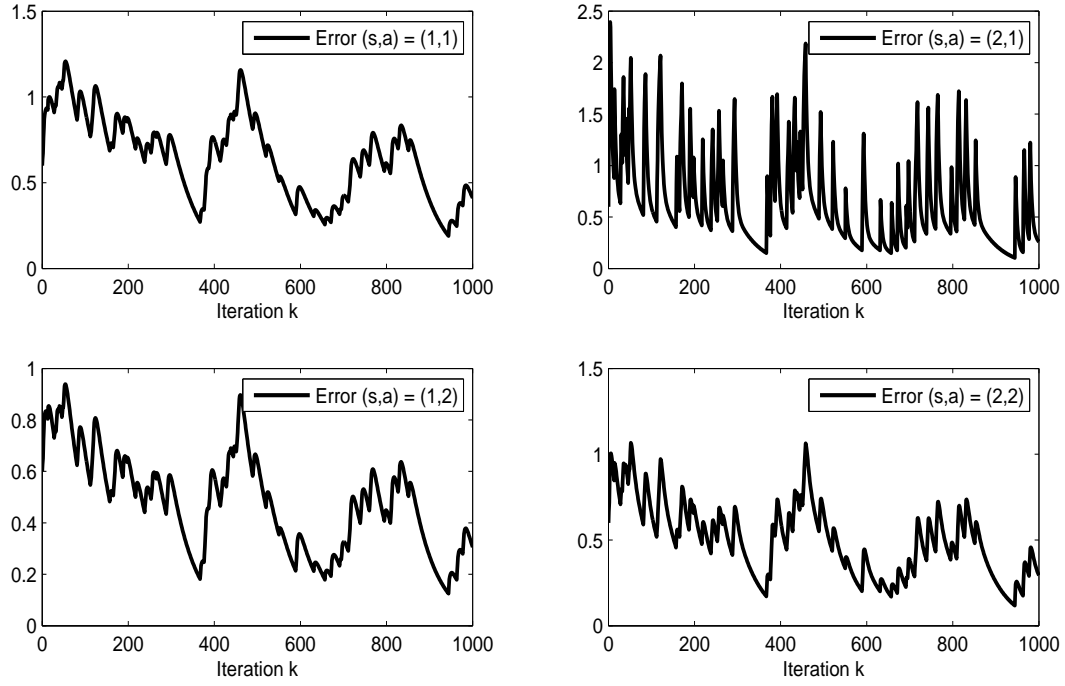 1.5
1
0.5
0
Error (s,a) = (1,1)
0 200 400 600 800 1000
Iteration k
2.5
2
1.5
1
0.5
0
Error (s,a) = (2,1)
0 200 400 600 800 1000
Iteration k
1
0.8
0.6
0.4
0.2
0
Error (s,a) = (1,2)
0 200 400 600 800 1000
Iteration k
1.5
1
0.5
0
Error (s,a) = (2,2)
0 200 400 600 800 1000
Iteration k